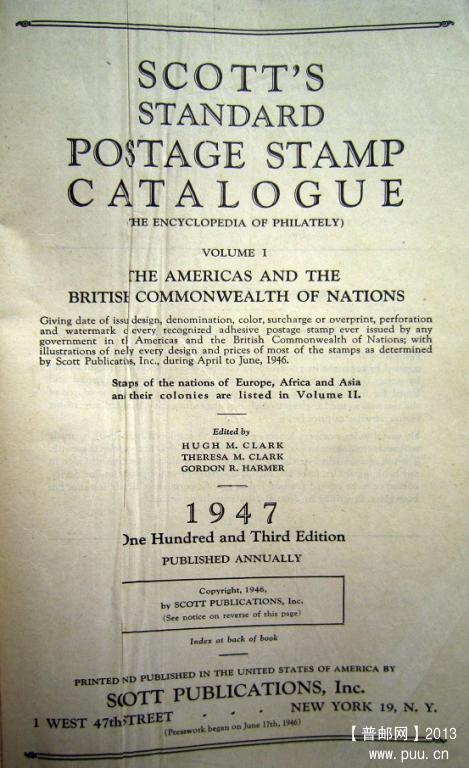 SCOTT'S
STANDARD
POSTAGE STAMP
CATALOGUE
HE ENCYCLOPEDIA OF PHILATELY)
VOLUME I
THE AMERICAS AND THE
BRITISH COMMONWEALTH OF NATIONS
Giving date of issu design, denomination, color, surcharge or overprint, perforation
and watermark o every recognized adhesive postage stamp ever issued by any
government in th Americas and the British Commonwealth of Nations; with
illustrations of nely every design and prices of most of the stamps as determined
by Scott Publicatis, Inc., during April to June, 1946.
Staps of the nations of Europe, Africa and Asia
and their colonies are listed in Volume II.
Edited by
HUGH M. CLARK
THERESA M. CLARK
GORDON R. HARMER
1947
One Hundred and Third Edition
PUBLISHED ANNUALLY
Copyright, 1946,
by SCOTT PUBLICATIONS, Inc.
(See notice on reverse of this page)
Index at back of book
PRINTED ND PUBLISHED IN THE UNITED STATES OF AMERICA BY
SCOTT PUBLICATIONS, Inc.
1 WEST 47th STREET . . . NEW YORK 19, N. Y.
(Presswork began on June 17th, 1946)
【普邮网】2013
www.puu.cn